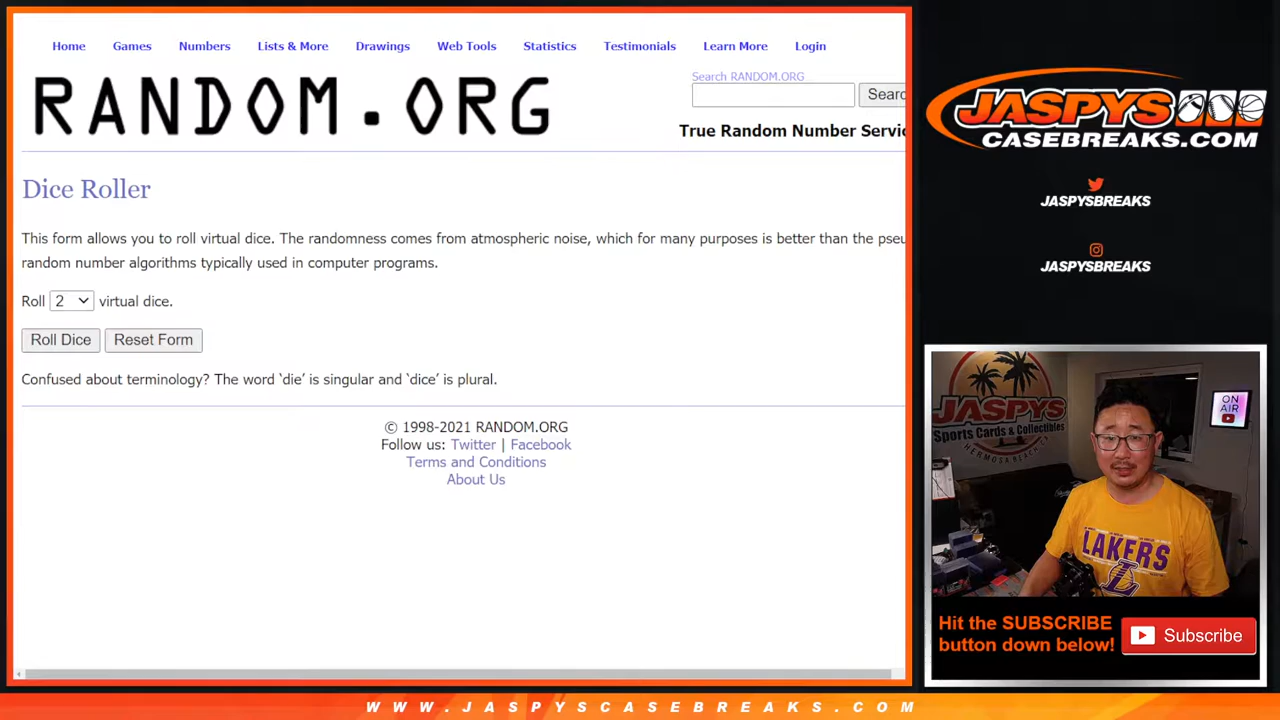 Home Games Numbers Lists & More Drawings Web Tools Statistics Testimonials Learn More Login
RANDOM.ORG
Search RANDOM.ORG
Searc
True Random Number Servic
Dice Roller
This form allows you to roll virtual dice. The randomness comes from atmospheric noise, which for many purposes is better than the pseu
random number algorithms typically used in computer programs.
Roll 2 virtual dice.
Roll Dice Reset Form
Confused about terminology? The word ‘die’ is singular and ‘dice’ is plural.
© 1998-2021 RANDOM.ORG
Follow us: Twitter | Facebook
Terms and Conditions
About Us
JASPYS
CASEBREAKS.COM
JASPYSBREAKS
JASPYSBREAKS
JASPYS
Sports Cards & Collectibles
HERMOSA BEACH
ON
AIR
LAKERS
L
Hit the SUBSCRIBE
button down below!
Subscribe
WWW.JASPYSCASEBREAKS.COM